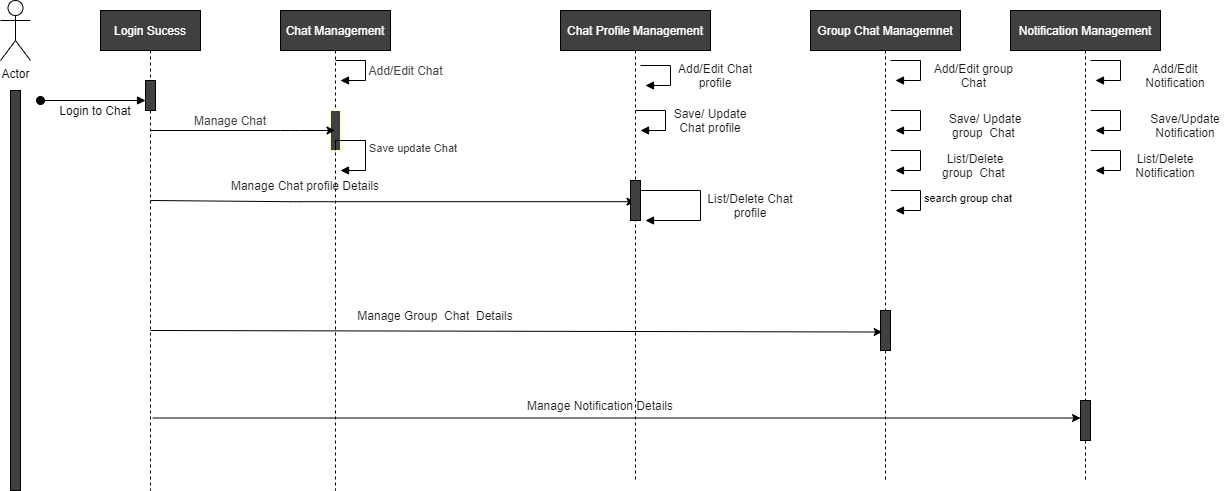 Login Sucess
Chat Management
Chat Profile Management
Group Chat Managemnet
Notification Management
Actor
Add/Edit Chat
Add/Edit Chat
profile
Add/Edit group
Chat
Add/Edit
Notification
Login to Chat
Manage Chat
Save/ Update
Chat profile
Save/ Update
group Chat
Save/Update
Notification
Save update Chat
List/Delete
group Chat
List/Delete
Notification
Manage Chat profile Details
List/Delete Chat
profile
search group chat
Manage Group Chat Details
Manage Notification Details